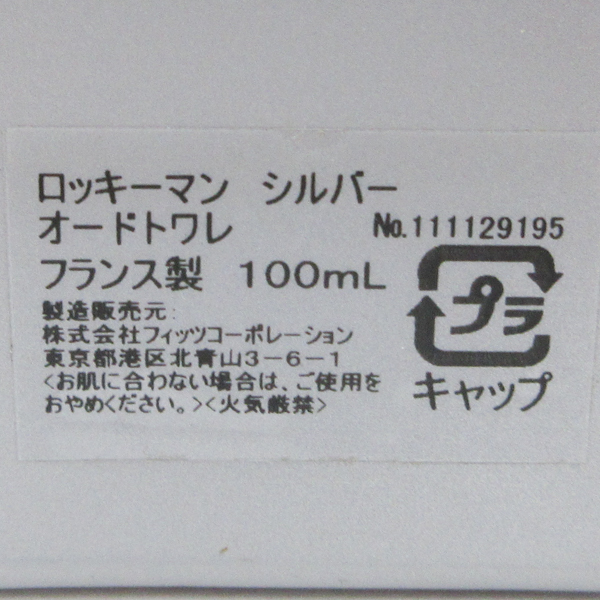 ロッキーマン シルバー
オードトワレ No.111129195
フランス製 100mL
製造販売元:
株式会社フィッツコーポレーション
東京都港区北青山3-6-1
<お肌に合わない場合は、ご使用を
おやめください。><火気厳禁>
プラ
キャップ